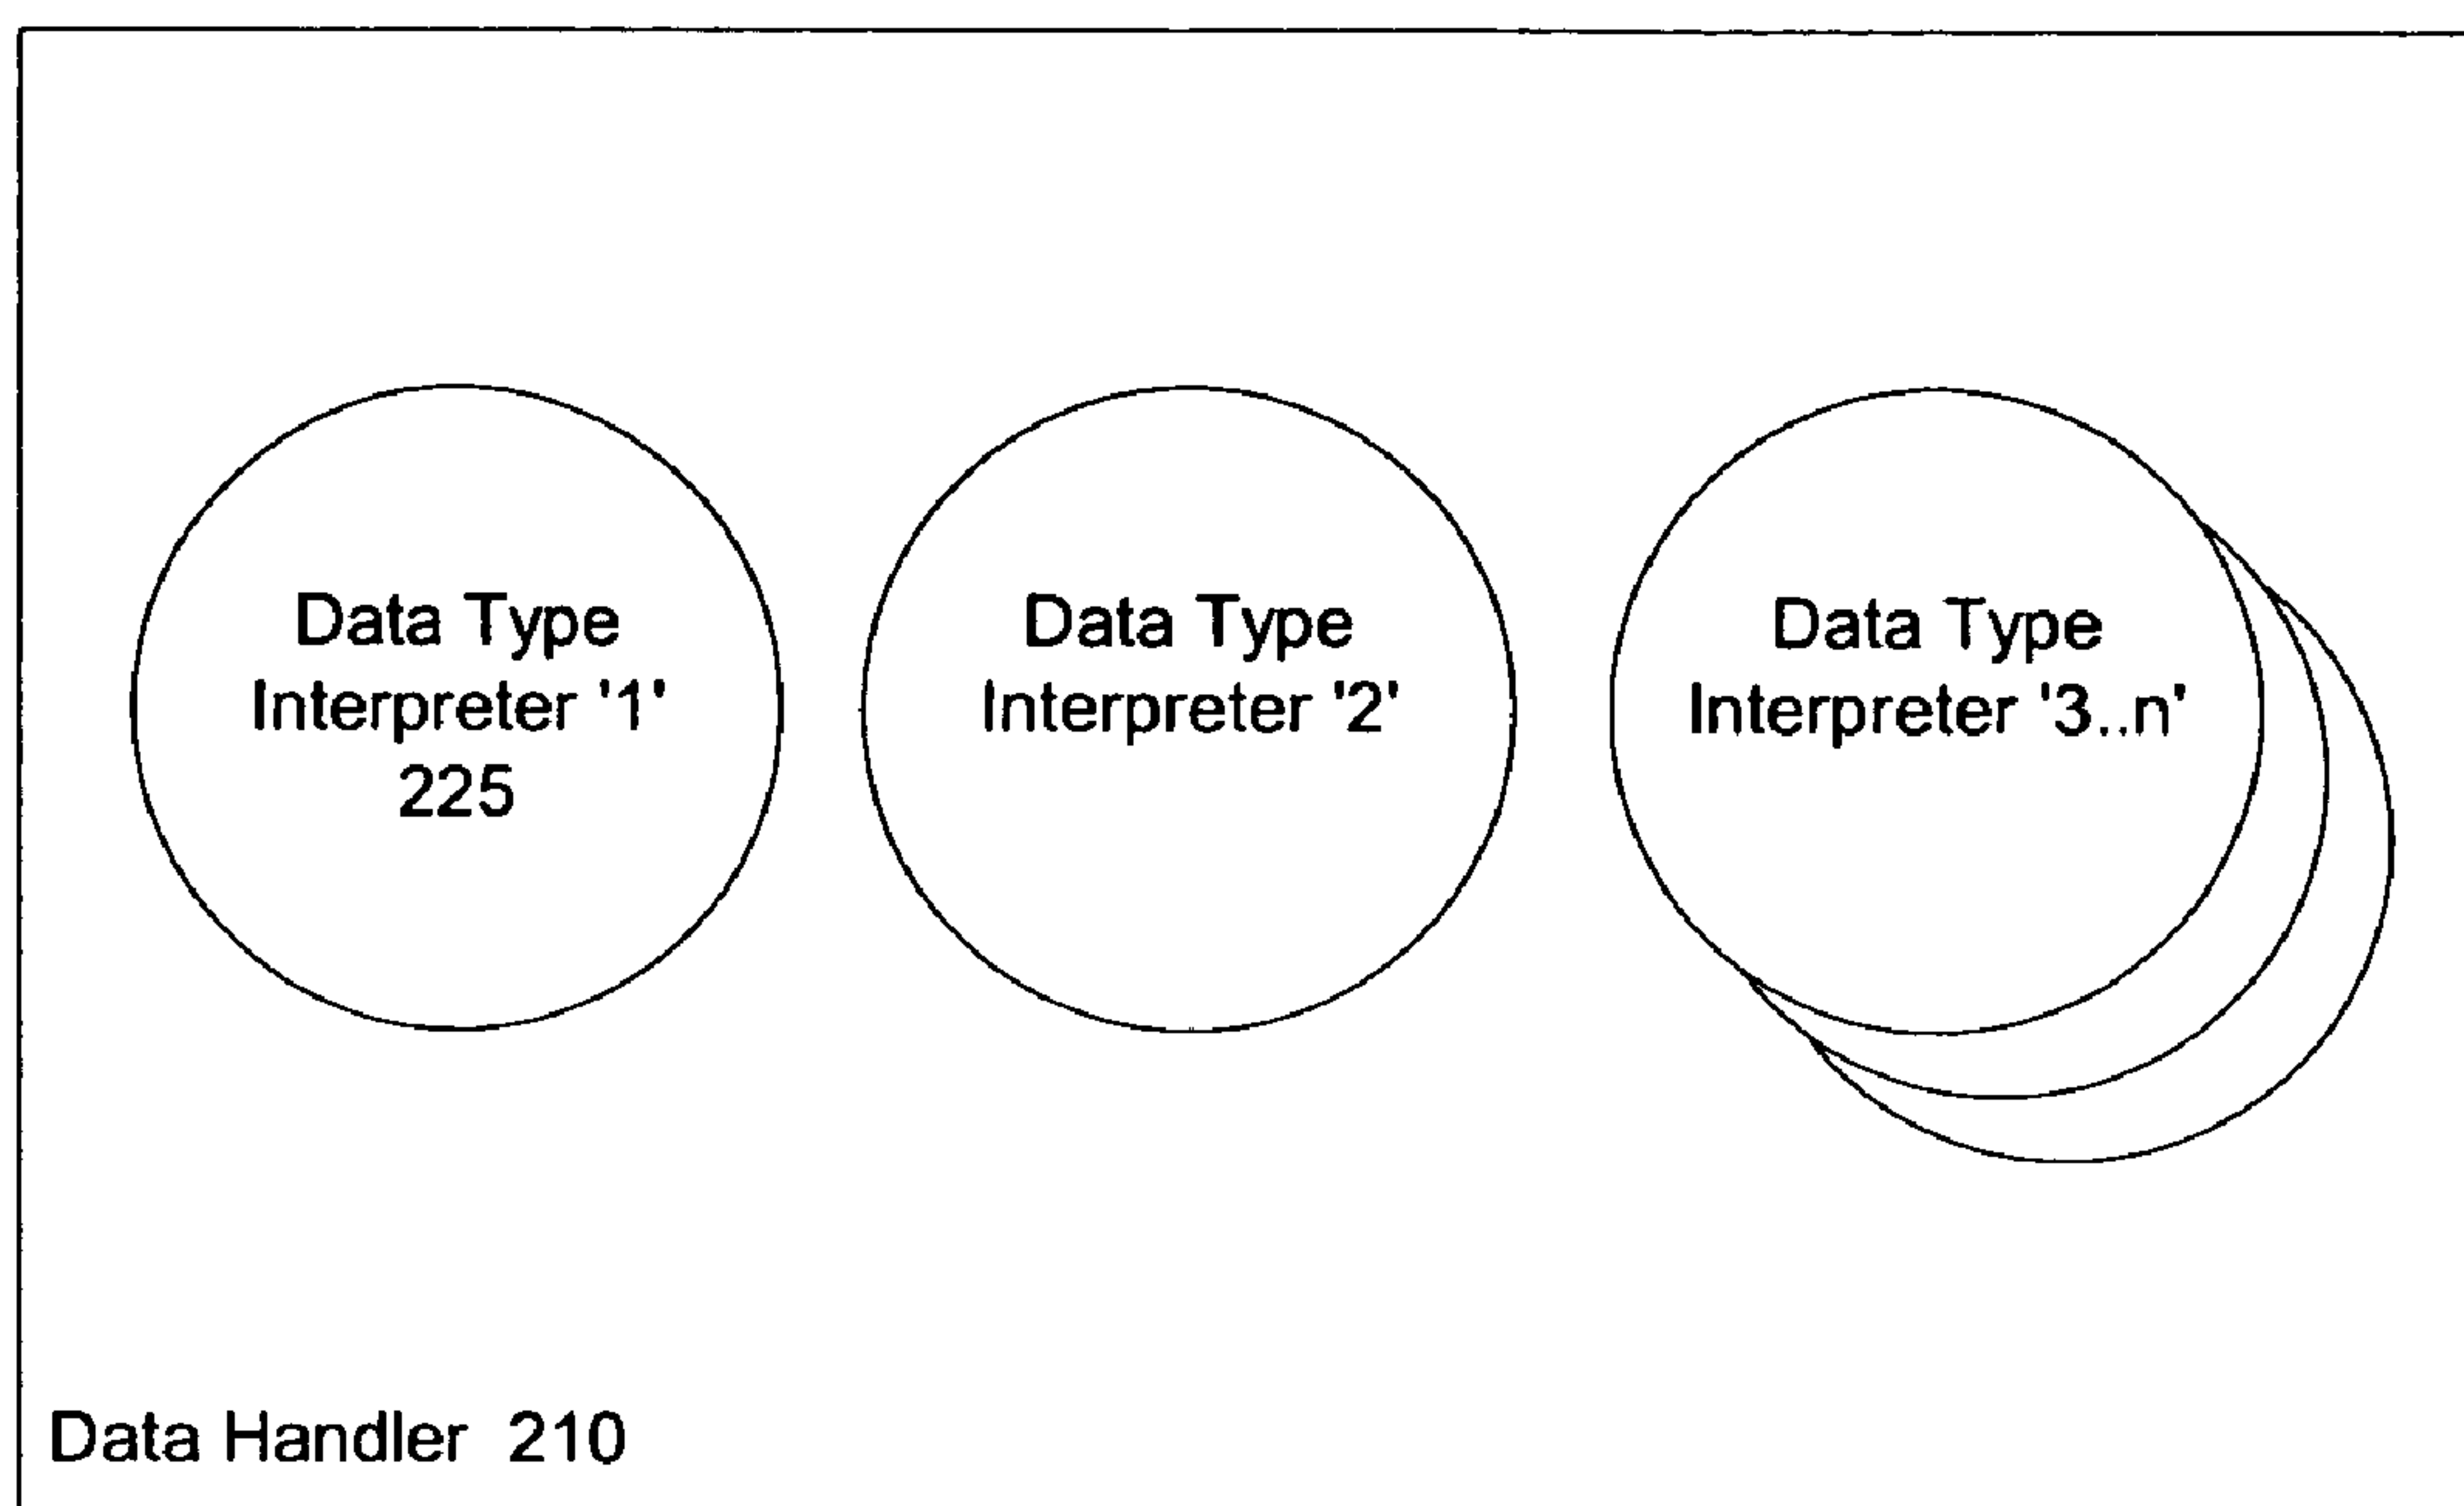 Data Type
Interpreter '1'
225
Data Type
Interpreter '2'
Data Type
Interpreter '3..n'
Data Handler 210